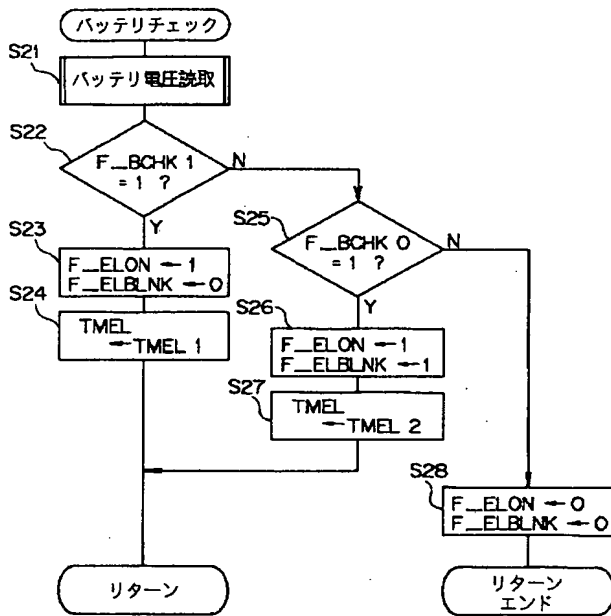 バッテリチェック
S21
バッテリ電圧読取
S22
F_BCHK 1
= 1 ?
N
Y
S23
F_ELON ← 1
F_ELBLNK ← 0
S24
TMEL
← TMEL 1
S25
F_BCHK 0
= 1 ?
N
Y
S26
F_ELON ← 1
F_ELBLNK ← 1
S27
TMEL
← TMEL 2
S28
F_ELON ← 0
F_ELBLNK ← 0
リターン
リターン
エンド